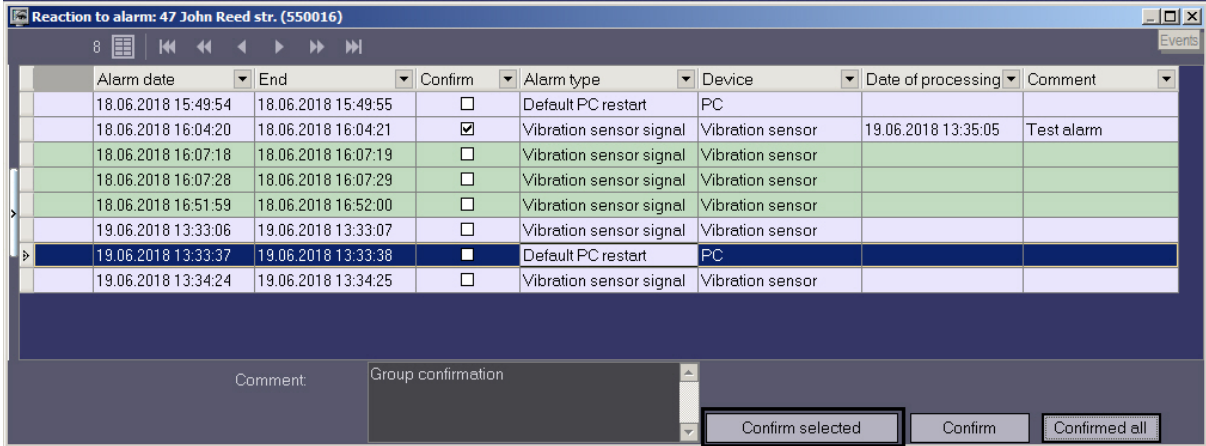 Reaction to alarm: 47 John Reed str. (550016)
8
Events
Alarm date End Confirm Alarm type Device Date of processing Comment
18.06.2018 15:49:54 18.06.2018 15:49:55 Default PC restart PC
18.06.2018 16:04:20 18.06.2018 16:04:21 Vibration sensor signal Vibration sensor 19.06.2018 13:35:05 Test alarm
18.06.2018 16:07:18 18.06.2018 16:07:19 Vibration sensor signal Vibration sensor
18.06.2018 16:07:28 18.06.2018 16:07:29 Vibration sensor signal Vibration sensor
18.06.2018 16:51:59 18.06.2018 16:52:00 Vibration sensor signal Vibration sensor
19.06.2018 13:33:06 19.06.2018 13:33:07 Vibration sensor signal Vibration sensor
19.06.2018 13:33:37 19.06.2018 13:33:38 Default PC restart PC
19.06.2018 13:34:24 19.06.2018 13:34:25 Vibration sensor signal Vibration sensor
Comment: Group confirmation
Confirm selected Confirm Confirmed all